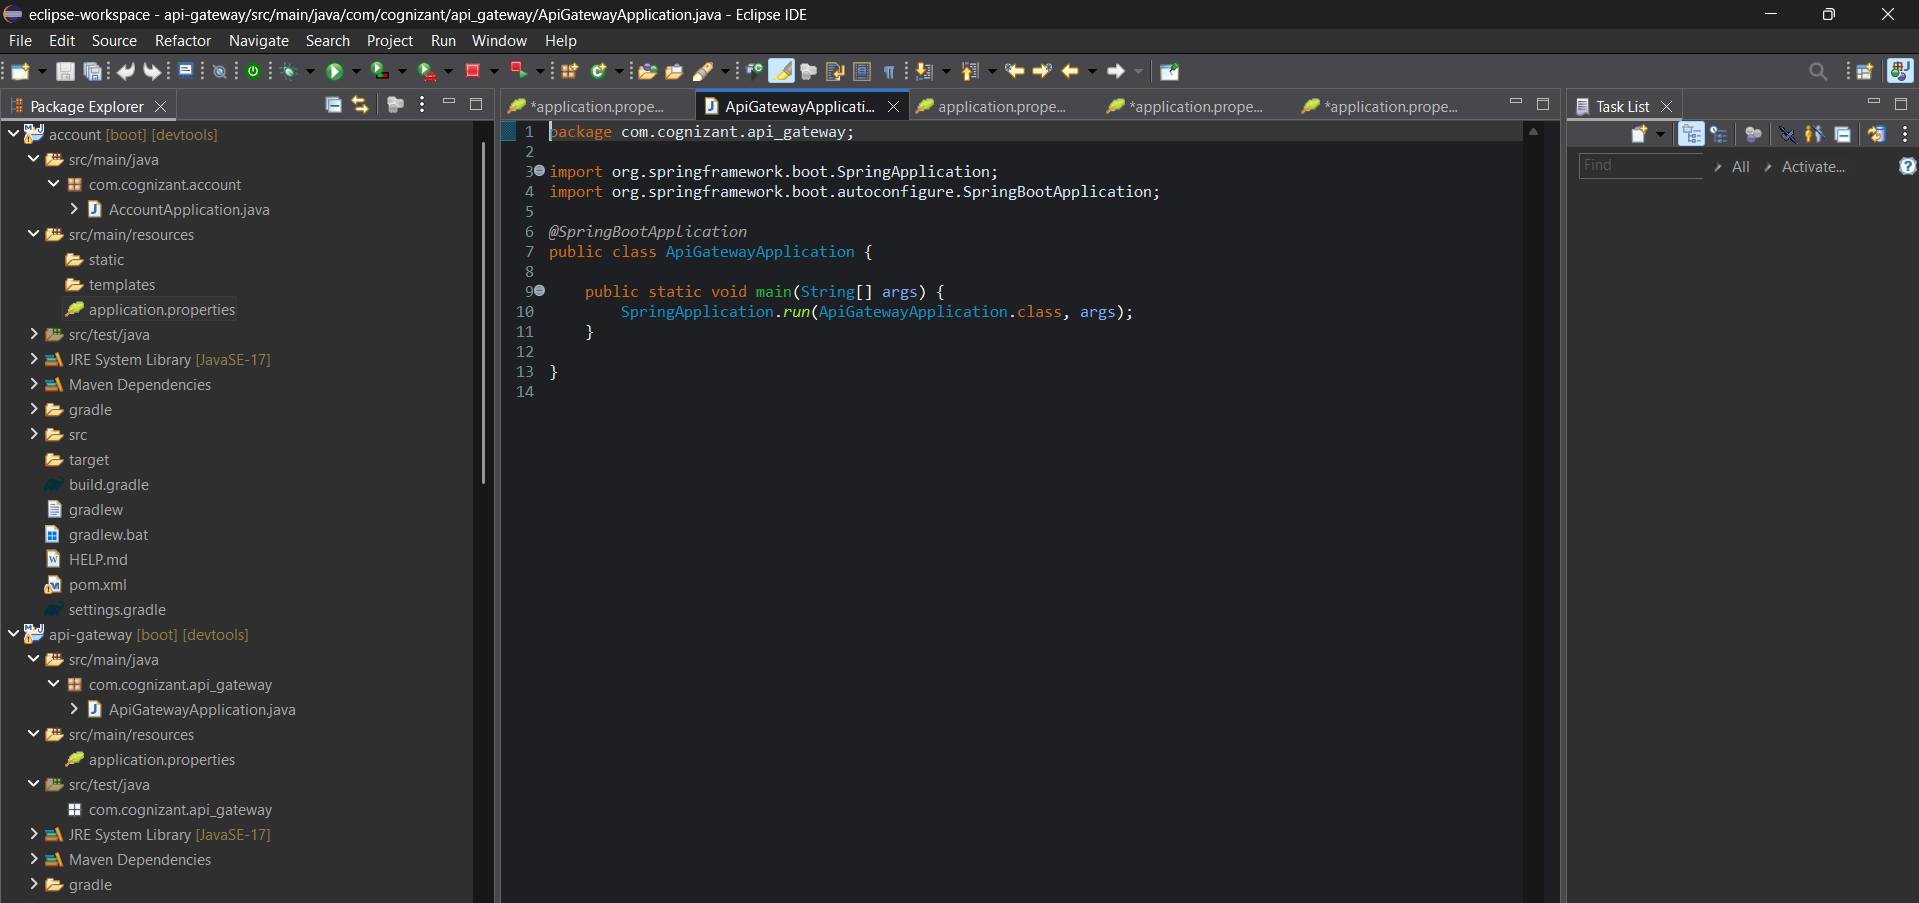 eclipse-workspace - api-gateway/src/main/java/com/cognizant/api_gateway/ApiGatewayApplication.java - Eclipse IDE
File Edit Source Refactor Navigate Search Project Run Window Help
Package Explorer
account [boot] [devtools]
src/main/java
com.cognizant.account
AccountApplication.java
src/main/resources
static
templates
application.properties
src/test/java
JRE System Library [JavaSE-17]
Maven Dependencies
gradle
src
target
build.gradle
gradlew
gradlew.bat
HELP.md
pom.xml
settings.gradle
api-gateway [boot] [devtools]
src/main/java
com.cognizant.api_gateway
ApiGatewayApplication.java
src/main/resources
application.properties
src/test/java
com.cognizant.api_gateway
JRE System Library [JavaSE-17]
Maven Dependencies
gradle
*application.prope... ApiGatewayApplicati... application.prope... *application.prope... *application.prope...
1 package com.cognizant.api_gateway;
2
3 import org.springframework.boot.SpringApplication;
4 import org.springframework.boot.autoconfigure.SpringBootApplication;
5
6 @SpringBootApplication
7 public class ApiGatewayApplication {
8
9 public static void main(String[] args) {
10 SpringApplication.run(ApiGatewayApplication.class, args);
11 }
12
13 }
14
Task List
Find All Activate...